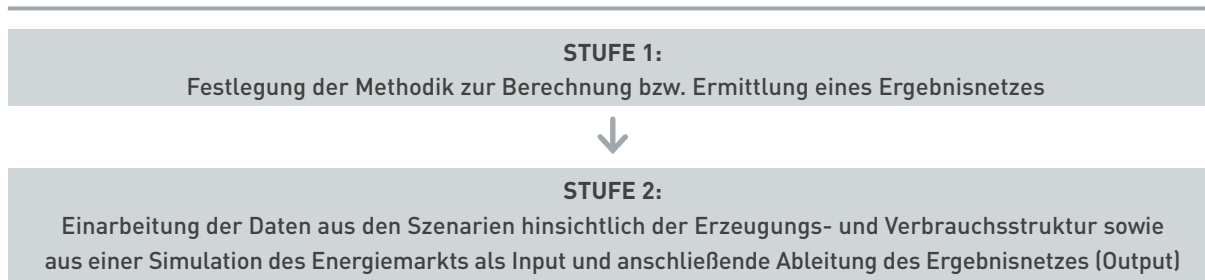 STUFE 1:
Festlegung der Methodik zur Berechnung bzw. Ermittlung eines Ergebnisnetzes
STUFE 2:
Einarbeitung der Daten aus den Szenarien hinsichtlich der Erzeugungs- und Verbrauchsstruktur sowie
aus einer Simulation des Energiemarkts als Input und anschließende Ableitung des Ergebnisnetzes (Output)